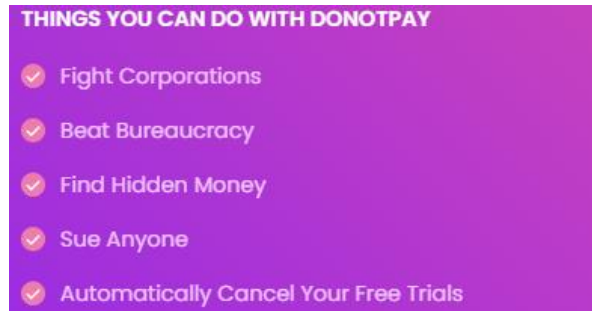 THINGS YOU CAN DO WITH DONOTPAY
Fight Corporations
Beat Bureaucracy
Find Hidden Money
Sue Anyone
Automatically Cancel Your Free Trials